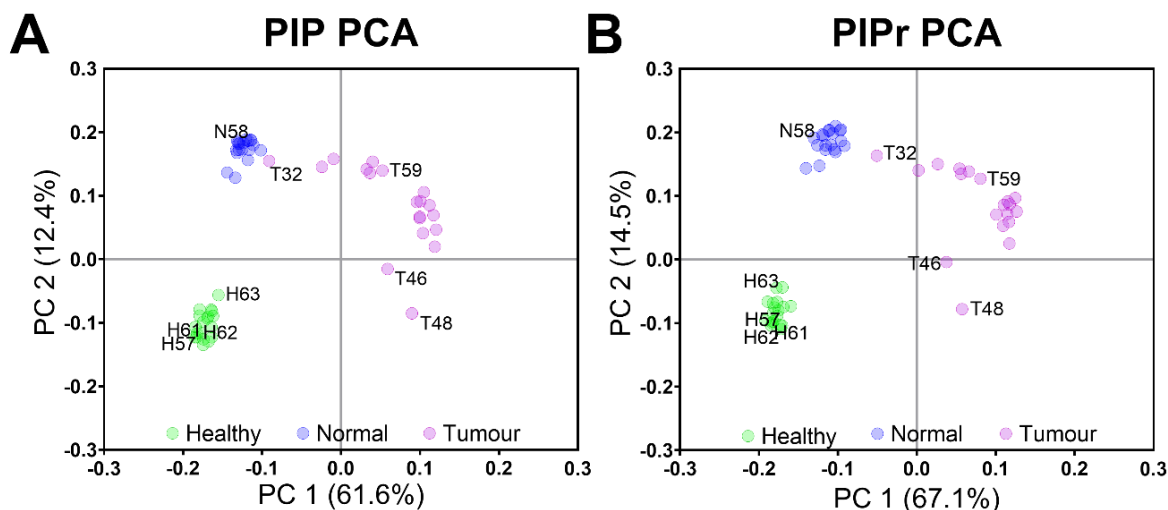 A
PIP PCA
PC 2 (12.4%)
0.3
0.2
0.1
0.0
-0.1
-0.2
-0.3
N58
T32
T59
T46
T48
H63
H61
H62
H57
Healthy
Normal
Tumour
-0.3
-0.2
-0.1
0.0
0.1
0.2
0.3
PC 1 (61.6%)
B
PIPr PCA
PC 2 (14.5%)
0.3
0.2
0.1
0.0
-0.1
-0.2
-0.3
N58
T32
T59
T46
T48
H63
H57
H61
H62
Healthy
Normal
Tumour
-0.3
-0.2
-0.1
0.0
0.1
0.2
0.3
PC 1 (67.1%)